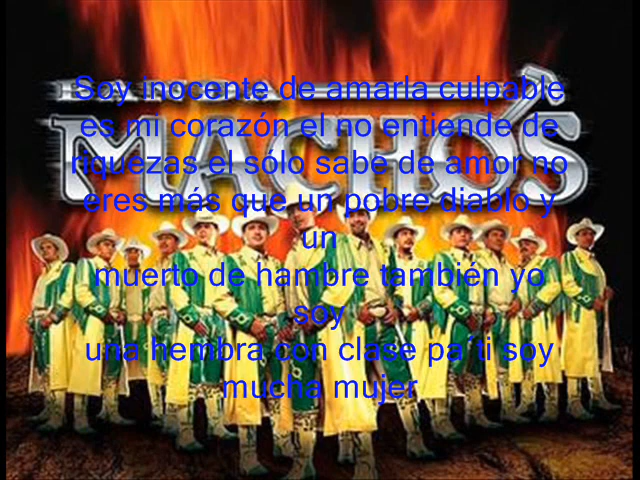 BANDA
MACHOS
Soy inocente de amarla culpable
es mi corazón el no entiende de
riquezas el sólo sabe de amor no
eres más que un pobre diablo y
un
muerto de hambre también yo
soy
una hembra con clase pa´ti soy
mucha mujer